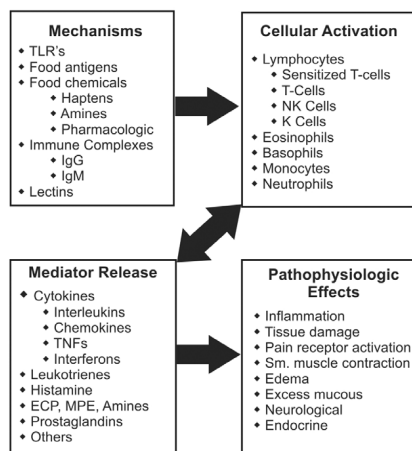 Mechanisms
TLR's
Food antigens
Food chemicals
Haptens
Amines
Pharmacologic
Immune Complexes
IgG
IgM
Lectins
Cellular Activation
Lymphocytes
Sensitized T-cells
T-Cells
NK Cells
K Cells
Eosinophils
Basophils
Monocytes
Neutrophils
Mediator Release
Cytokines
Interleukins
Chemokines
TNFs
Interferons
Leukotrienes
Histamine
ECP, MPE, Amines
Prostaglandins
Others
Pathophysiologic
Effects
Inflammation
Tissue damage
Pain receptor activation
Sm. muscle contraction
Edema
Excess mucous
Neurological
Endocrine